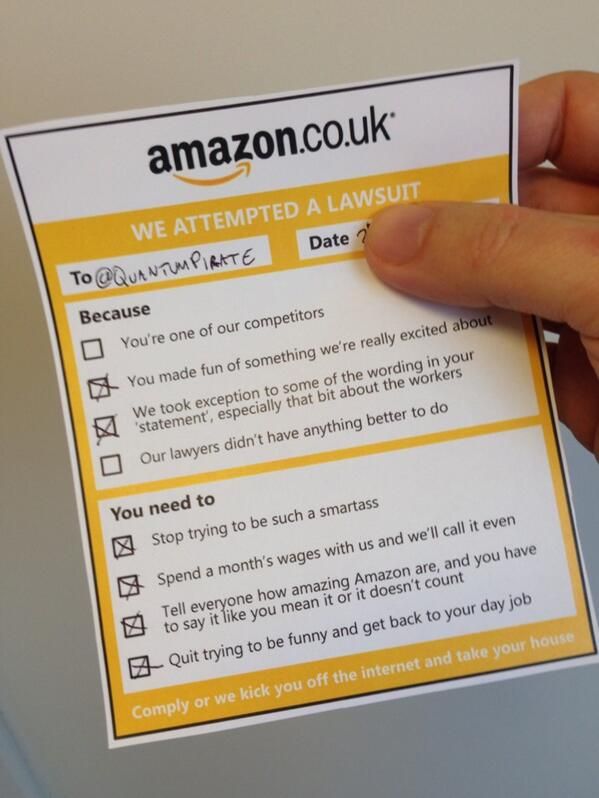 amazon.co.uk
WE ATTEMPTED A LAWSUIT
To @QUANTUMPIRATE
Date
Because
You're one of our competitors
You made fun of something we're really excited about
We took exception to some of the wording in your
'statement', especially that bit about the workers
Our lawyers didn't have anything better to do
You need to
Stop trying to be such a smartass
Spend a month's wages with us and we'll call it even
Tell everyone how amazing Amazon are, and you have
to say it like you mean it or it doesn't count
Quit trying to be funny and get back to your day job
Comply or we kick you off the internet and take your house